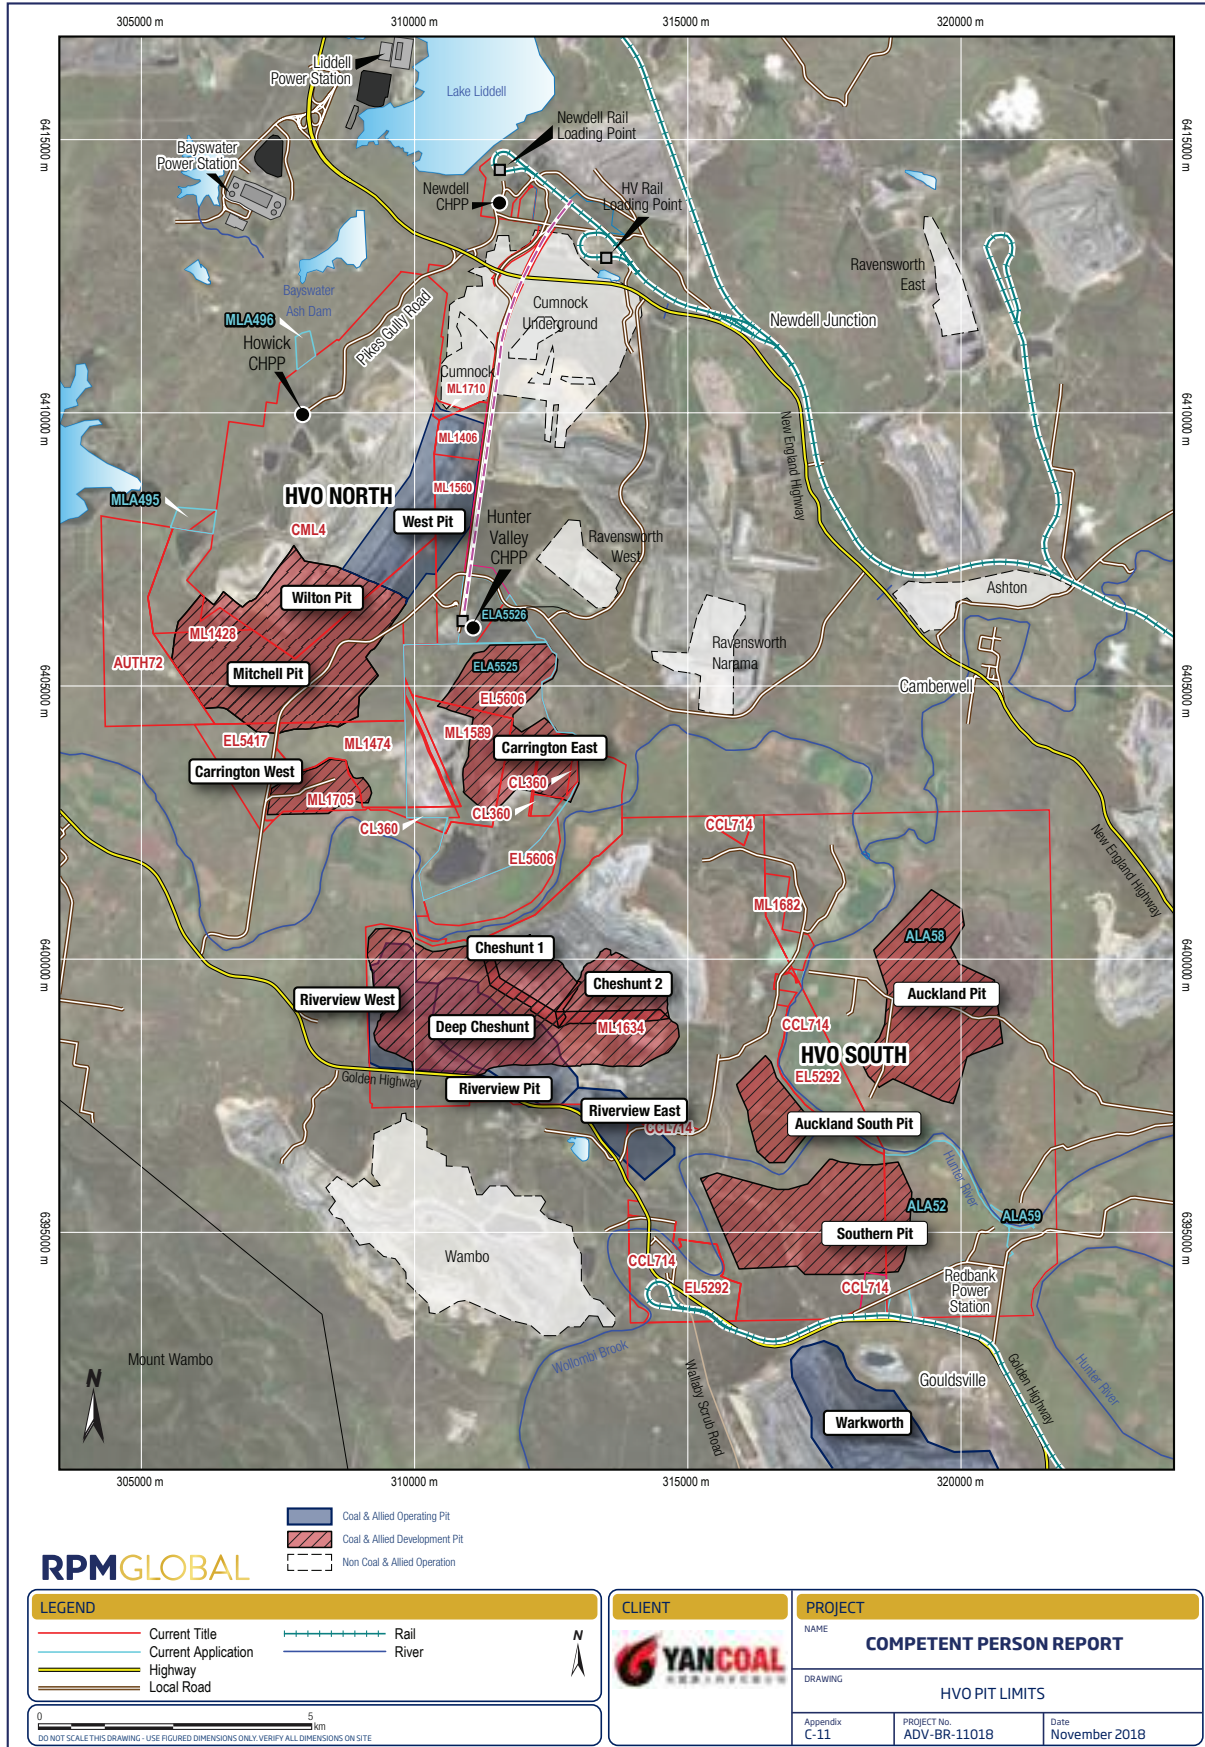 305000 m
310000 m
315000 m
320000 m
6415000 m
6410000 m
6405000 m
6400000 m
6395000 m
6415000 m
6410000 m
6405000 m
6400000 m
6395000 m
Liddell
Power Station
Lake Liddell
Newdell Rail
Loading Point
Bayswater
Power Station
Newdell
CHPP
HV Rail
Loading Point
Ravensworth
East
Bayswater
Ash Dam
MLA496
Howick
CHPP
Pikes Gully Road
Cumnock
Underground
Newdell Junction
Cumnock
ML1710
ML1406
New England Highway
ML1560
MLA495
HVO NORTH
CML4
West Pit
Hunter
Valley
CHPP
Ravensworth
West
Wilton Pit
Ashton
ELA5526
ML1428
AUTH72
Mitchell Pit
ELA5525
Ravensworth
Narama
EL5606
Camberwell
ML1589
EL5417
ML1474
Carrington East
Carrington West
CL360
ML1705
CL360
CL360
CCL714
EL5606
New England Highway
ML1682
ALA58
Cheshunt 1
Cheshunt 2
Riverview West
Auckland Pit
Deep Cheshunt
ML1634
CCL714
HVO SOUTH
EL5292
Golden Highway
Riverview Pit
Riverview East
Auckland South Pit
CCL714
Hunter River
ALA52
ALA59
Southern Pit
Wambo
CCL714
EL5292
CCL714
Redbank
Power
Station
Mount Wambo
Wollombi Brook
Wallaby Scrub Road
Golden Highway
Hunter River
Gouldsville
Warkworth
N
305000 m
310000 m
315000 m
320000 m
Coal & Allied Operating Pit
Coal & Allied Development Pit
Non Coal & Allied Operation
RPMGLOBAL
LEGEND
Current Title
Rail
Current Application
River
Highway
Local Road
N
0
5
km
DO NOT SCALE THIS DRAWING - USE FIGURED DIMENSIONS ONLY. VERIFY ALL DIMENSIONS ON SITE
CLIENT
YANCOAL
PROJECT
NAME
COMPETENT PERSON REPORT
DRAWING
HVO PIT LIMITS
Appendix
C-11
PROJECT No.
ADV-BR-11018
Date
November 2018